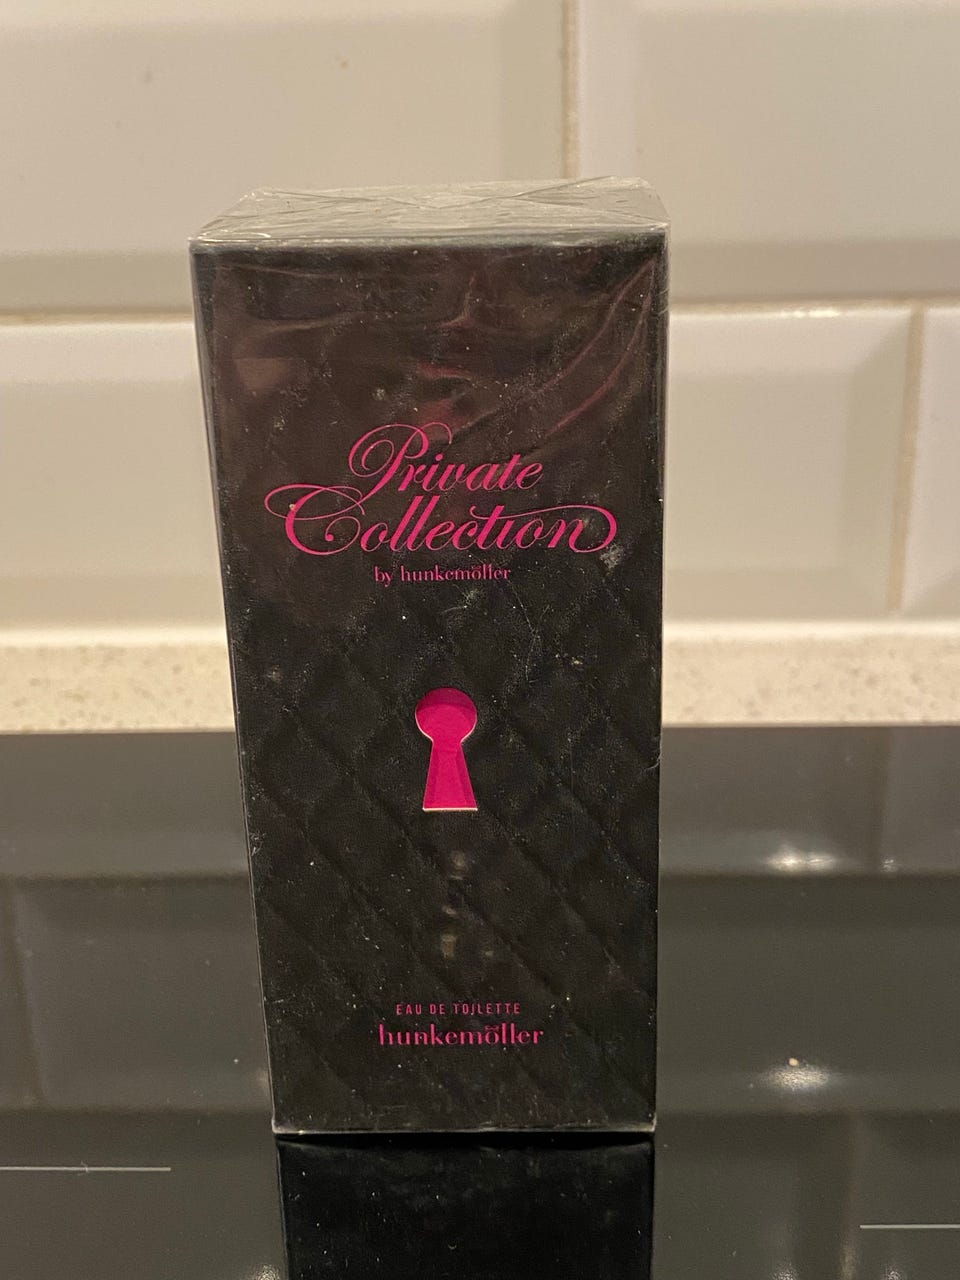 Private
Collection
by hunkemöller
EAU DE TOILETTE
hunkemöller